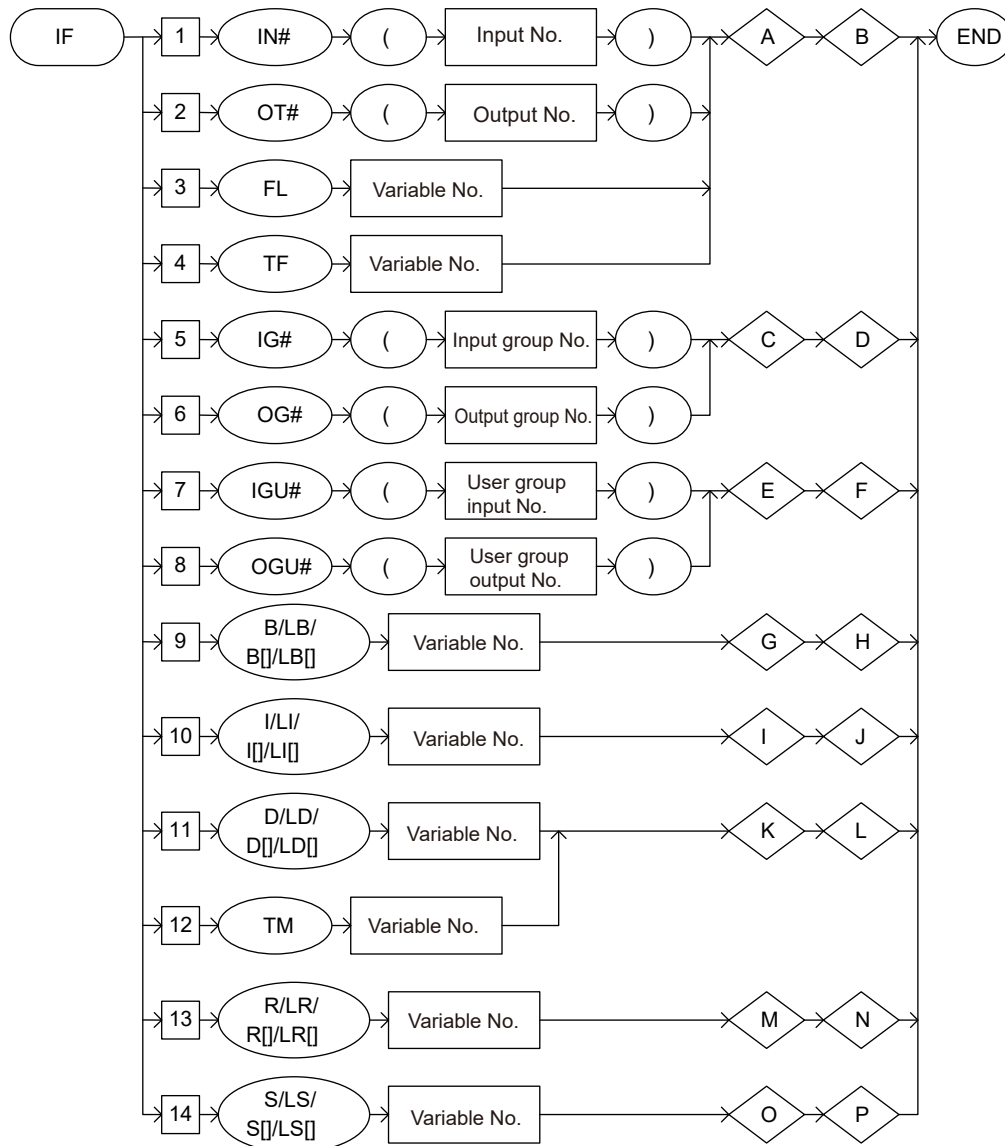 IF 1 IN# ( Input No. ) A B END
2 OT# ( Output No. )
3 FL Variable No.
4 TF Variable No.
5 IG# ( Input group No. ) C D
6 OG# ( Output group No. )
7 IGU# ( User group
input No. ) E F
8 OGU# ( User group
output No. )
9 B/LB/
B[]/LB[] Variable No. G H
10 I/LI/
I[]/LI[] Variable No. I J
11 D/LD/
D[]/LD[] Variable No. K L
12 TM Variable No.
13 R/LR/
R[]/LR[] Variable No. M N
14 S/LS/
S[]/LS[] Variable No. O P